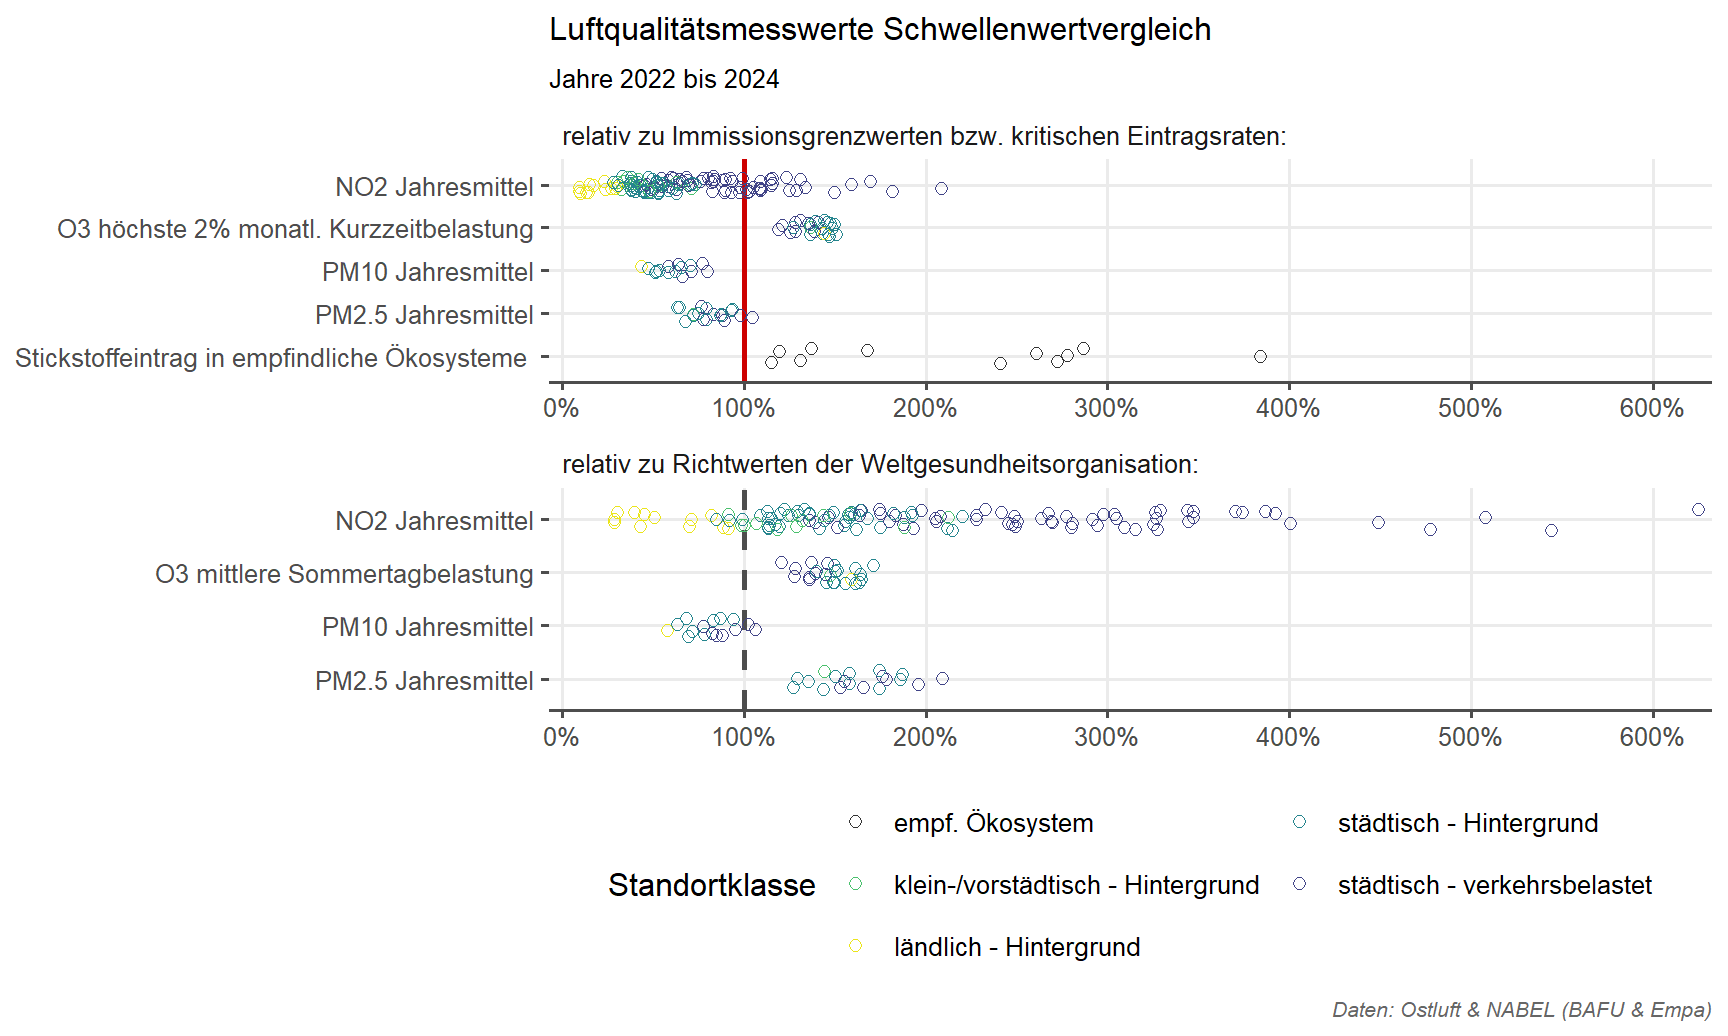 Luftqualitätsmesswerte Schwellenwertvergleich
Jahre 2022 bis 2024
relativ zu Immissionsgrenzwerten bzw. kritischen Eintragsraten:
NO2 Jahresmittel
O3 höchste 2% monatl. Kurzzeitbelastung
PM10 Jahresmittel
PM2.5 Jahresmittel
Stickstoffeintrag in empfindliche Ökosysteme
0% 100% 200% 300% 400% 500% 600%
relativ zu Richtwerten der Weltgesundheitsorganisation:
NO2 Jahresmittel
O3 mittlere Sommertagbelastung
PM10 Jahresmittel
PM2.5 Jahresmittel
0% 100% 200% 300% 400% 500% 600%
Standortklasse
empf. Ökosystem
klein-/vorstädtisch - Hintergrund
ländlich - Hintergrund
städtisch - Hintergrund
städtisch - verkehrsbelastet
Daten: Ostluft & NABEL (BAFU & Empa)